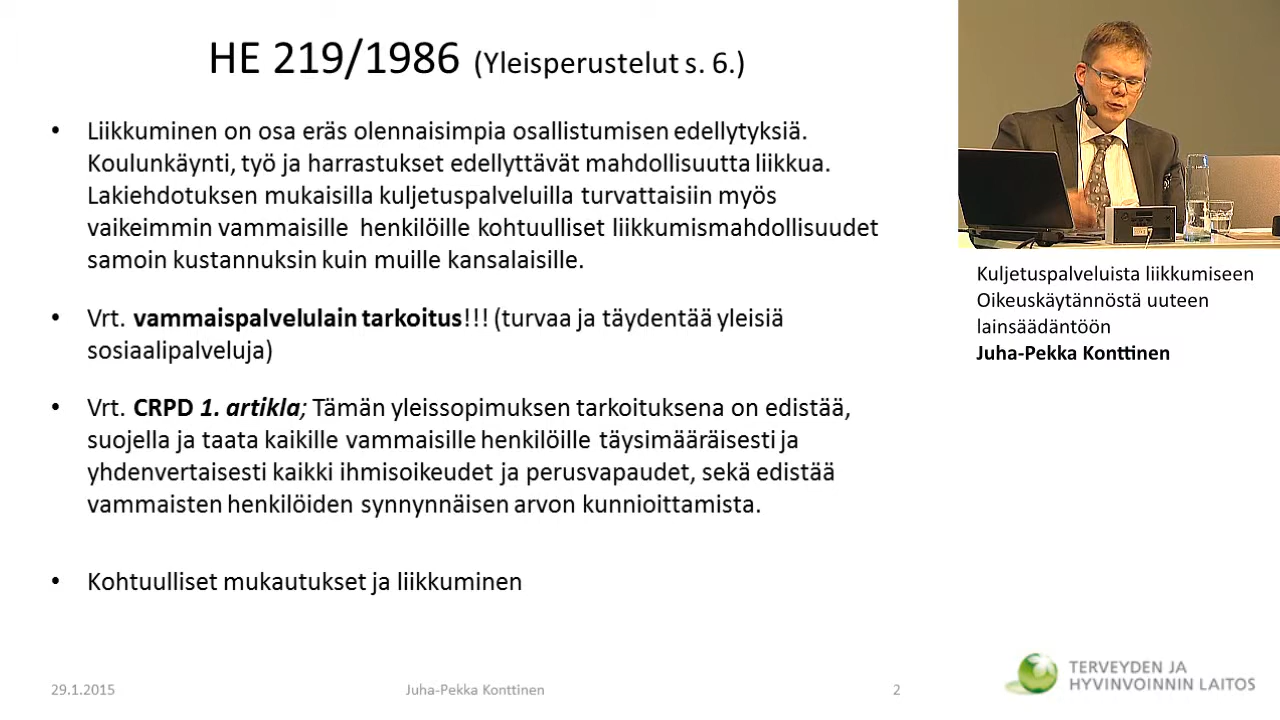 HE 219/1986 (Yleisperustelut s. 6.)
• Liikkuminen on osa eräs olennaisimpia osallistumisen edellytyksiä.
Koulunkäynti, työ ja harrastukset edellyttävät mahdollisuutta liikkua.
Lakiehdotuksen mukaisilla kuljetuspalveluilla turvattaisiin myös
vaikeimmin vammaisille henkilöille kohtuulliset liikkumismahdollisuudet
samoin kustannuksin kuin muille kansalaisille.
• Vrt. vammaispalvelulain tarkoitus!!! (turvaa ja täydentää yleisiä
sosiaalipalveluja)
• Vrt. CRPD 1. artikla; Tämän yleissopimuksen tarkoituksena on edistää,
suojella ja taata kaikille vammaisille henkilöille täysimääräisesti ja
yhdenvertaisesti kaikki ihmisoikeudet ja perusvapaudet, sekä edistää
vammaisten henkilöiden synnynnäisen arvon kunnioittamista.
• Kohtuulliset mukautukset ja liikkuminen
29.1.2015
Juha-Pekka Konttinen
2
Kuljetuspalveluista liikkumiseen
Oikeuskäytännöstä uuteen
lainsäädäntöön
Juha-Pekka Konttinen
TERVEYDEN JA
HYVINVOINNIN LAITOS